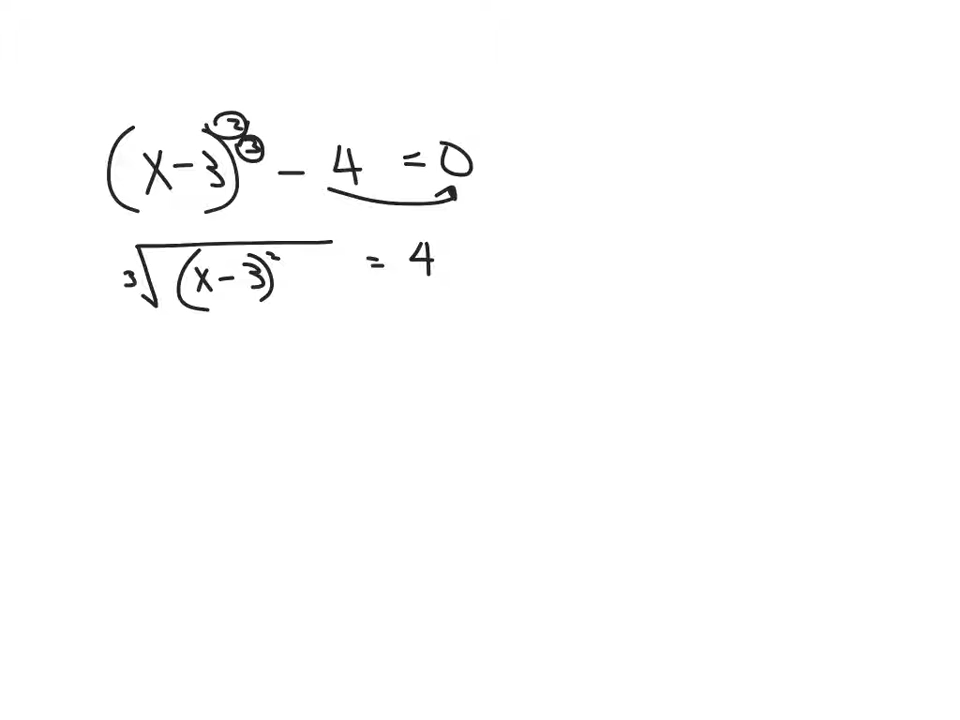 (x-3)^(2/3) - 4 = 0
∛(x-3)² = 4